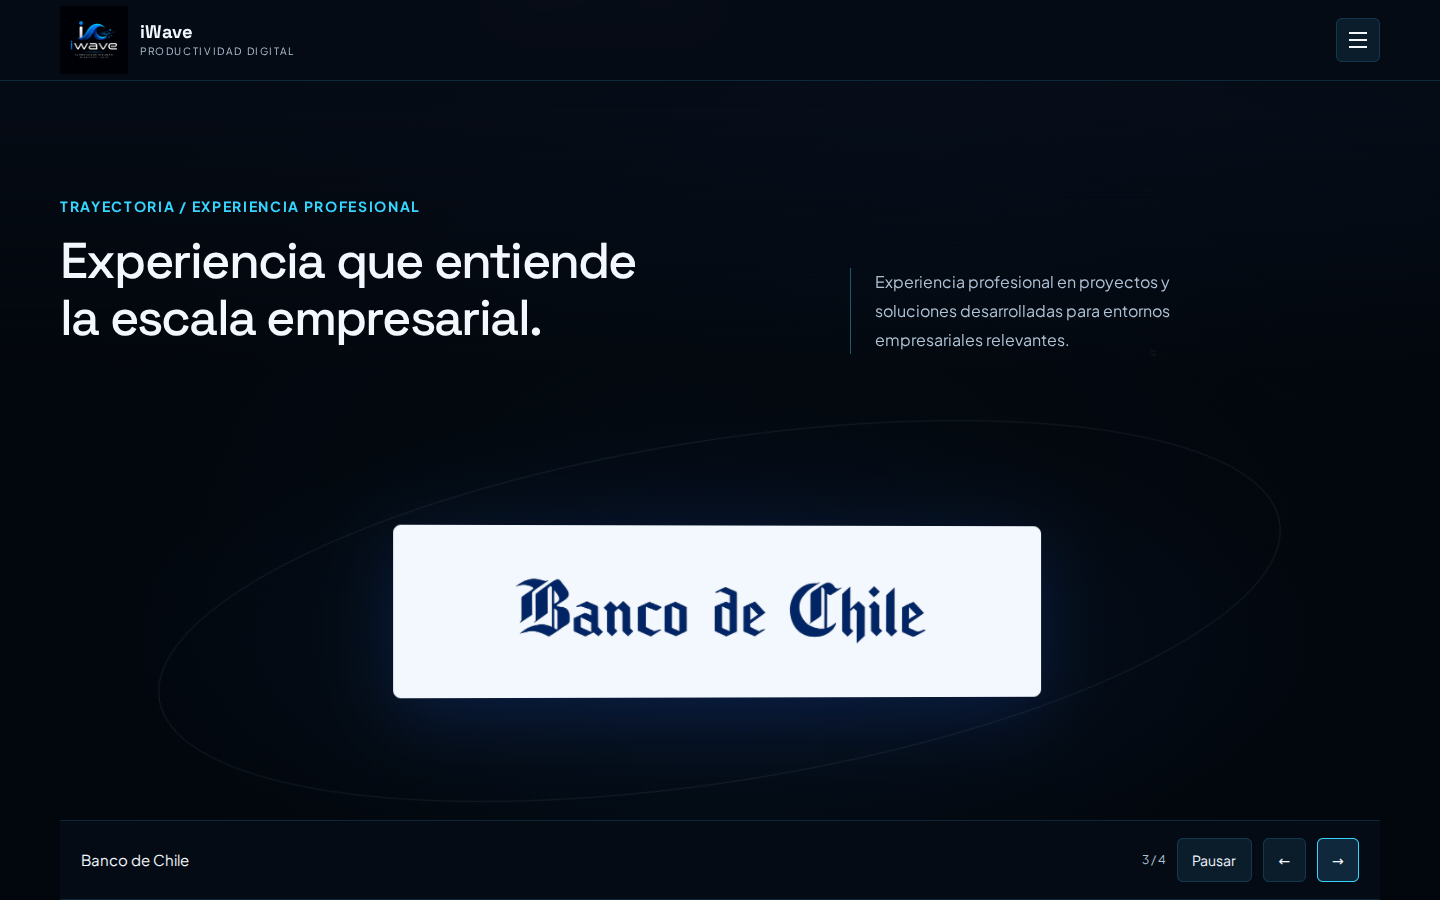 iwave
iWave
PRODUCTIVIDAD DIGITAL
TRAYECTORIA / EXPERIENCIA PROFESIONAL
Experiencia que entiende
la escala empresarial.
Experiencia profesional en proyectos y
soluciones desarrolladas para entornos
empresariales relevantes.
Banco de Chile
Banco de Chile
3/4
Pausar
←
→